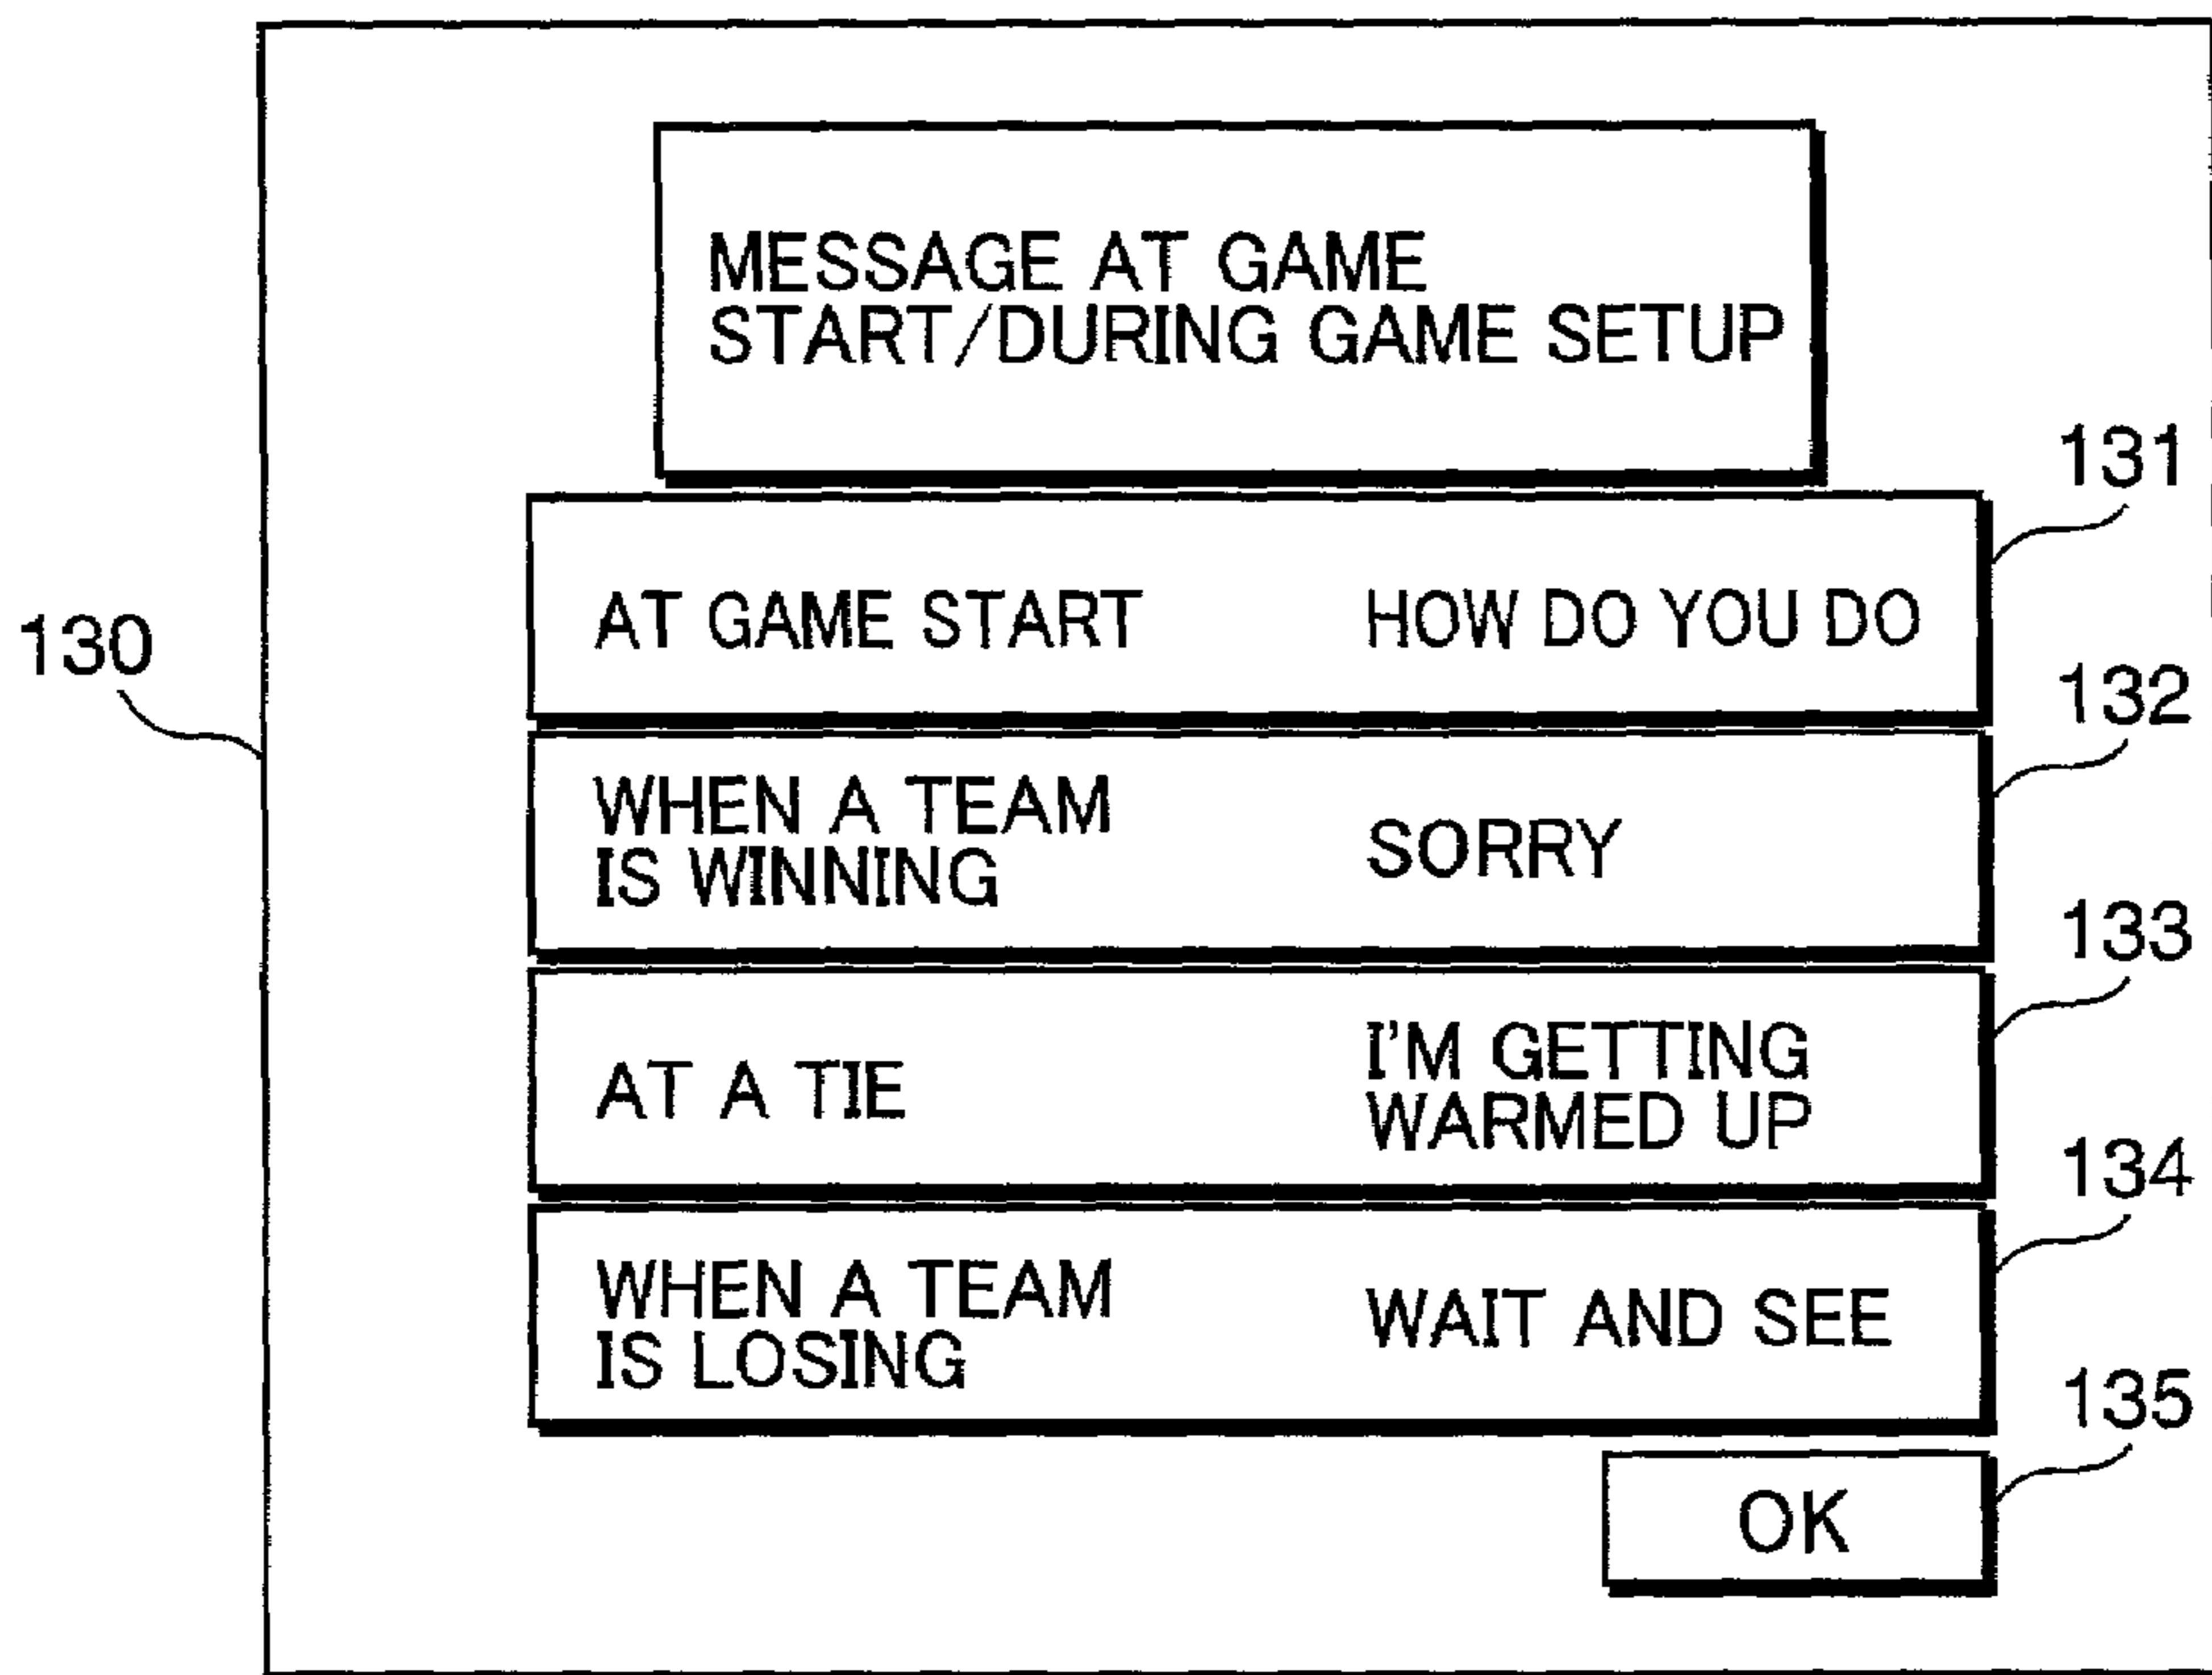 MESSAGE AT GAME
START/DURING GAME SETUP
131
AT GAME START HOW DO YOU DO
130
132
WHEN A TEAM
IS WINNING
SORRY
133
AT A TIE
I'M GETTING
WARMED UP
134
WHEN A TEAM
IS LOSING
WAIT AND SEE
135
OK